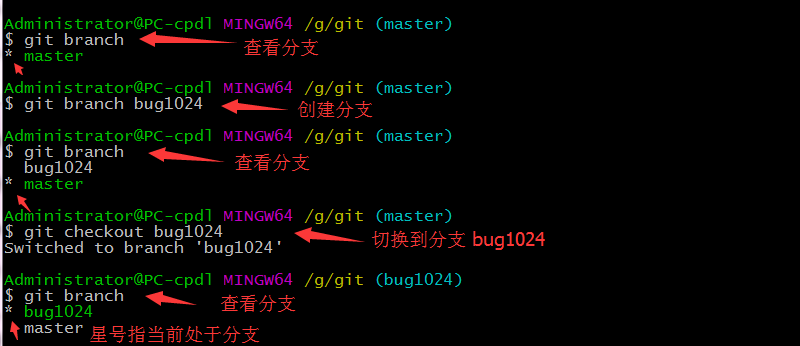 Administrator@PC-cpdl MINGW64 /g/git (master)
$ git branch 查看分支
* master
Administrator@PC-cpdl MINGW64 /g/git (master)
$ git branch bug1024 创建分支
Administrator@PC-cpdl MINGW64 /g/git (master)
$ git branch 查看分支
bug1024
* master
Administrator@PC-cpdl MINGW64 /g/git (master)
$ git checkout bug1024 切换到分支 bug1024
Switched to branch 'bug1024'
Administrator@PC-cpdl MINGW64 /g/git (bug1024)
$ git branch 查看分支
* bug1024
master 星号指当前处于分支